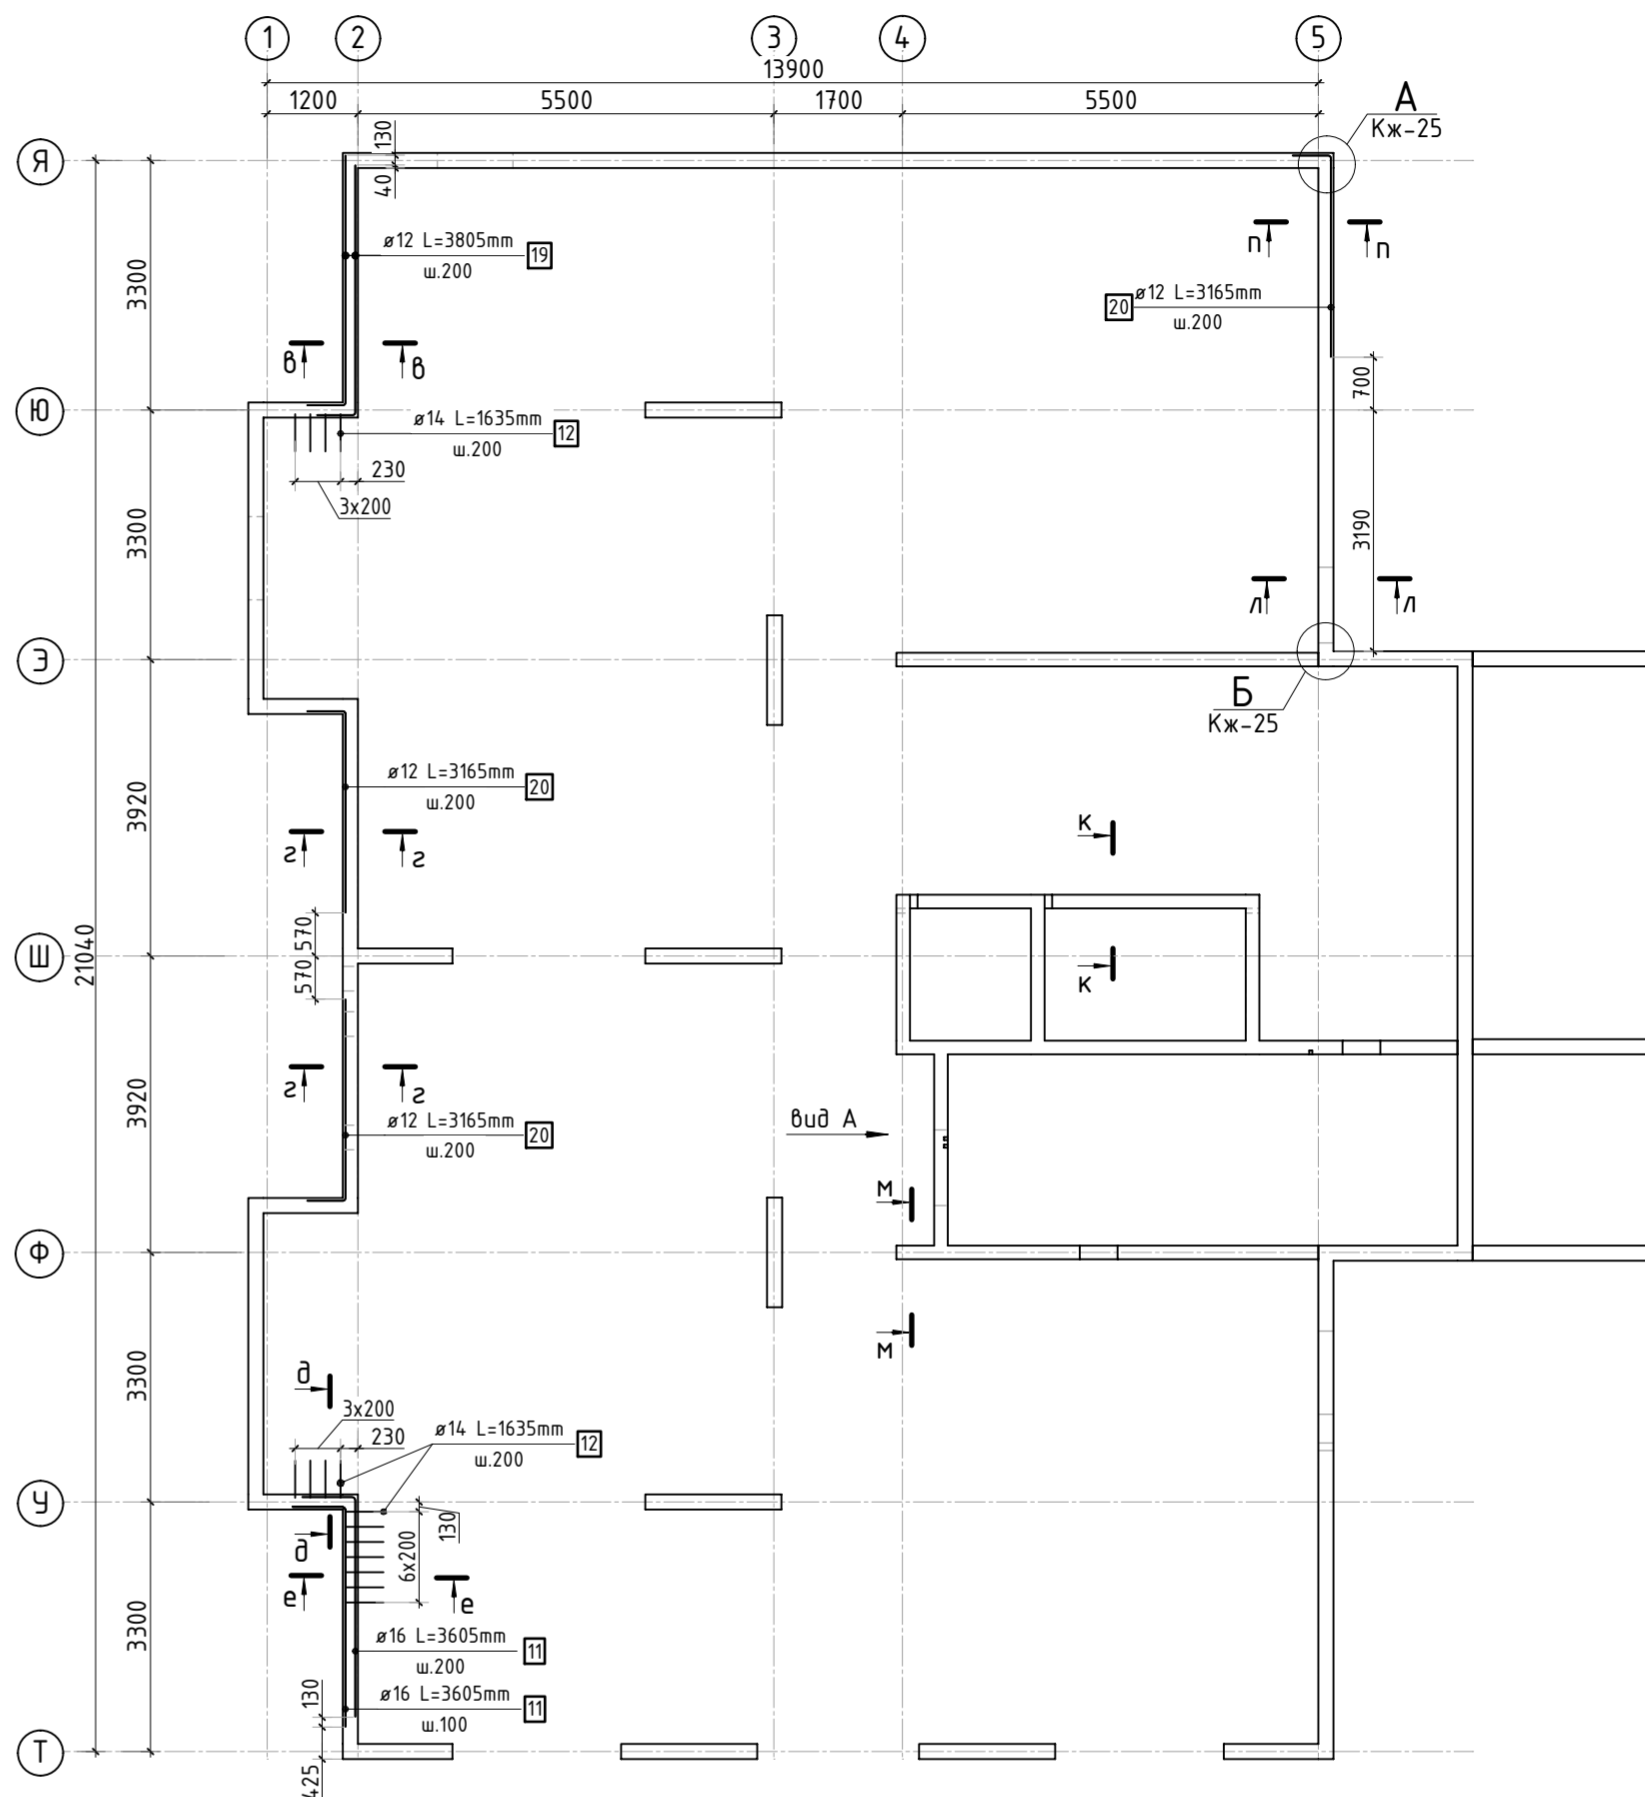 1 2 3 4 5
13900
1200 5500 1700 5500
А
Кж-25
Я
130
40
п п
ø12 L=3805mm 19
ш.200
3300
20 ø12 L=3165mm
ш.200
в в
700
Ю
ø14 L=1635mm 12
ш.200
230
3х200
3300
3190
л л
Э
Б
Кж-25
ø12 L=3165mm 20
ш.200
3920
к
г г
570
Ш
21040
570
к
г г
ø12 L=3165mm 20
ш.200
вид А
3920
м
Ф
м
3300
д
3х200
230
ø14 L=1635mm 12
ш.200
У
130
д
6х200
е е
3300
ø16 L=3605mm 11
ш.200
130
ø16 L=3605mm 11
ш.100
Т
425